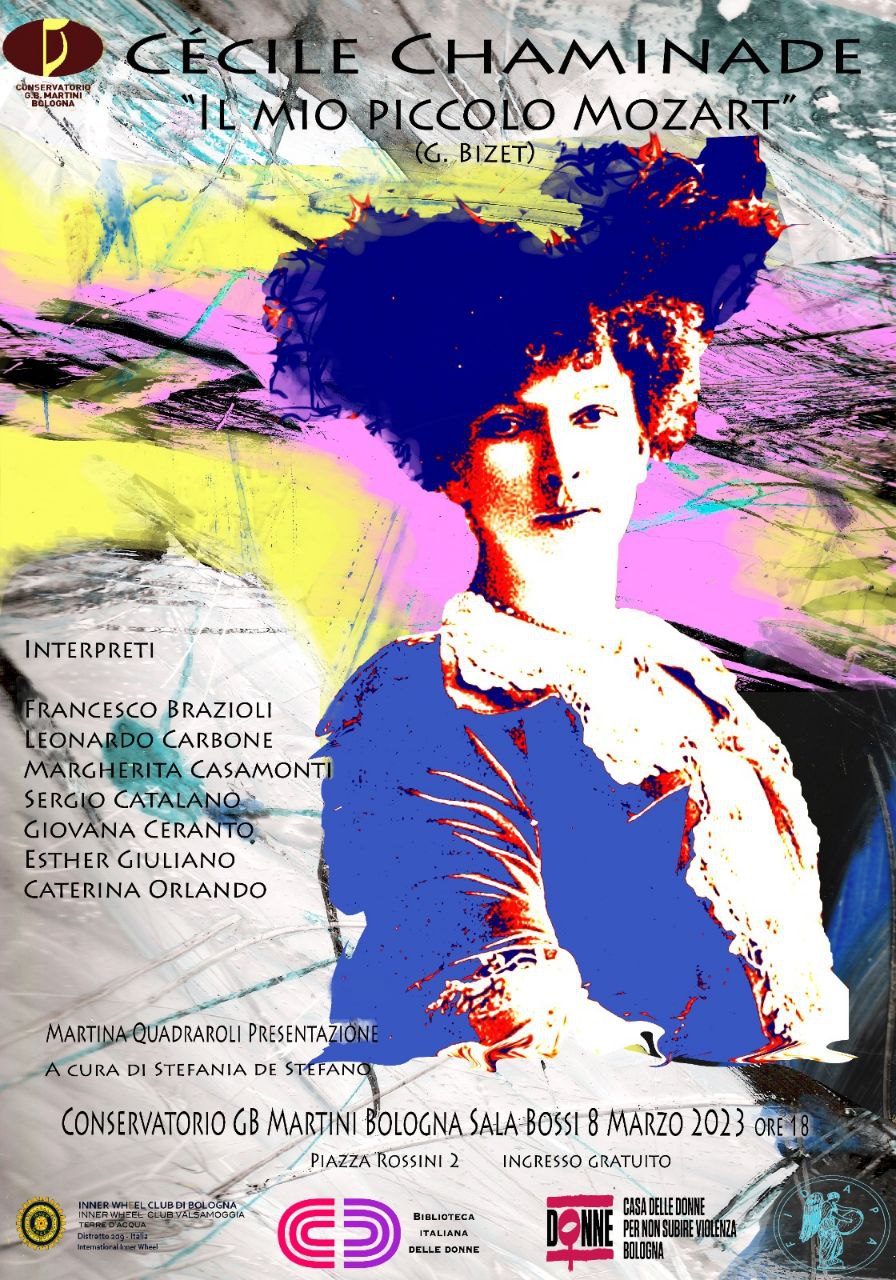 CONSERVATORIO
G.B. MARTINI
BOLOGNA
CÉCILE CHAMINADE
"IL MIO PICCOLO MOZART"
(G. BIZET)
INTERPRETI
FRANCESCO BRAZIOLI
LEONARDO CARBONE
MARGHERITA CASAMONTI
SERGIO CATALANO
GIOVANA CERANTO
ESTHER GIULIANO
CATERINA ORLANDO
MARTINA QUADRAROLI PRESENTAZIONE
A CURA DI STEFANIA DE STEFANO
CONSERVATORIO GB MARTINI BOLOGNA SALA BOSSI 8 MARZO 2023 ORE 18
PIAZZA ROSSINI 2 INGRESSO GRATUITO
INNER WHEEL CLUB DI BOLOGNA
INNER WHEEL CLUB VALSAMOGGIA
TERRE D'ACQUA
Distretto 209 - Italia
International Inner Wheel
BIBLIOTECA
ITALIANA
DELLE DONNE
DONNE
CASA DELLE DONNE
PER NON SUBIRE VIOLENZA
BOLOGNA